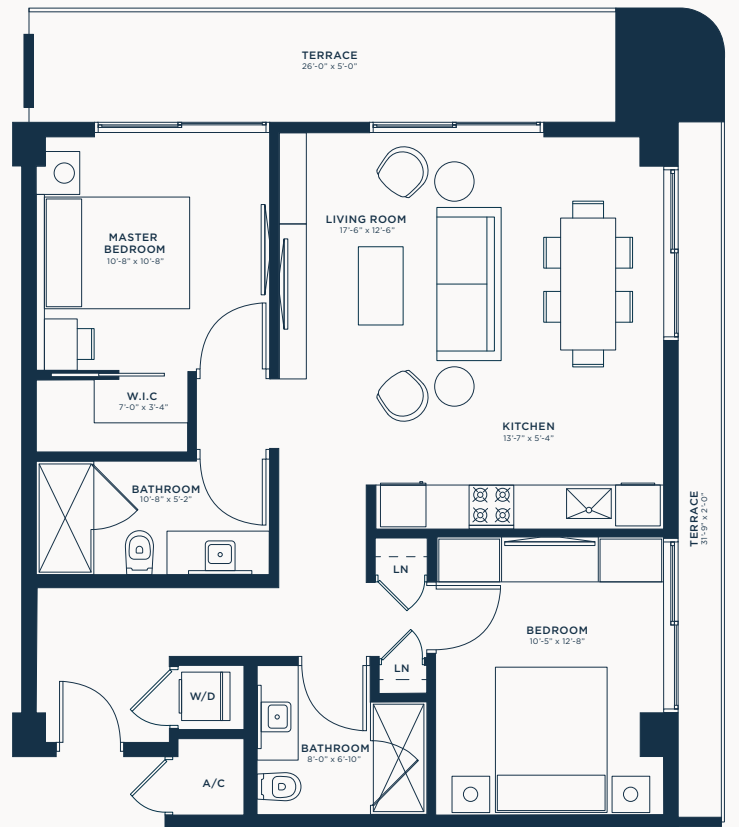 TERRACE
26'-0" x 5'-0"
MASTER
BEDROOM
10'-8" x 10'-8"
LIVING ROOM
17'-6" x 12'-6"
W.I.C
7'-0" x 3'-4"
KITCHEN
13'-7" x 5'-4"
BATHROOM
10'-8" x 5'-2"
TERRACE
31'-9" x 2'-0"
LN
BEDROOM
10'-5" x 12'-8"
LN
W/D
BATHROOM
8'-0" x 6'-10"
A/C